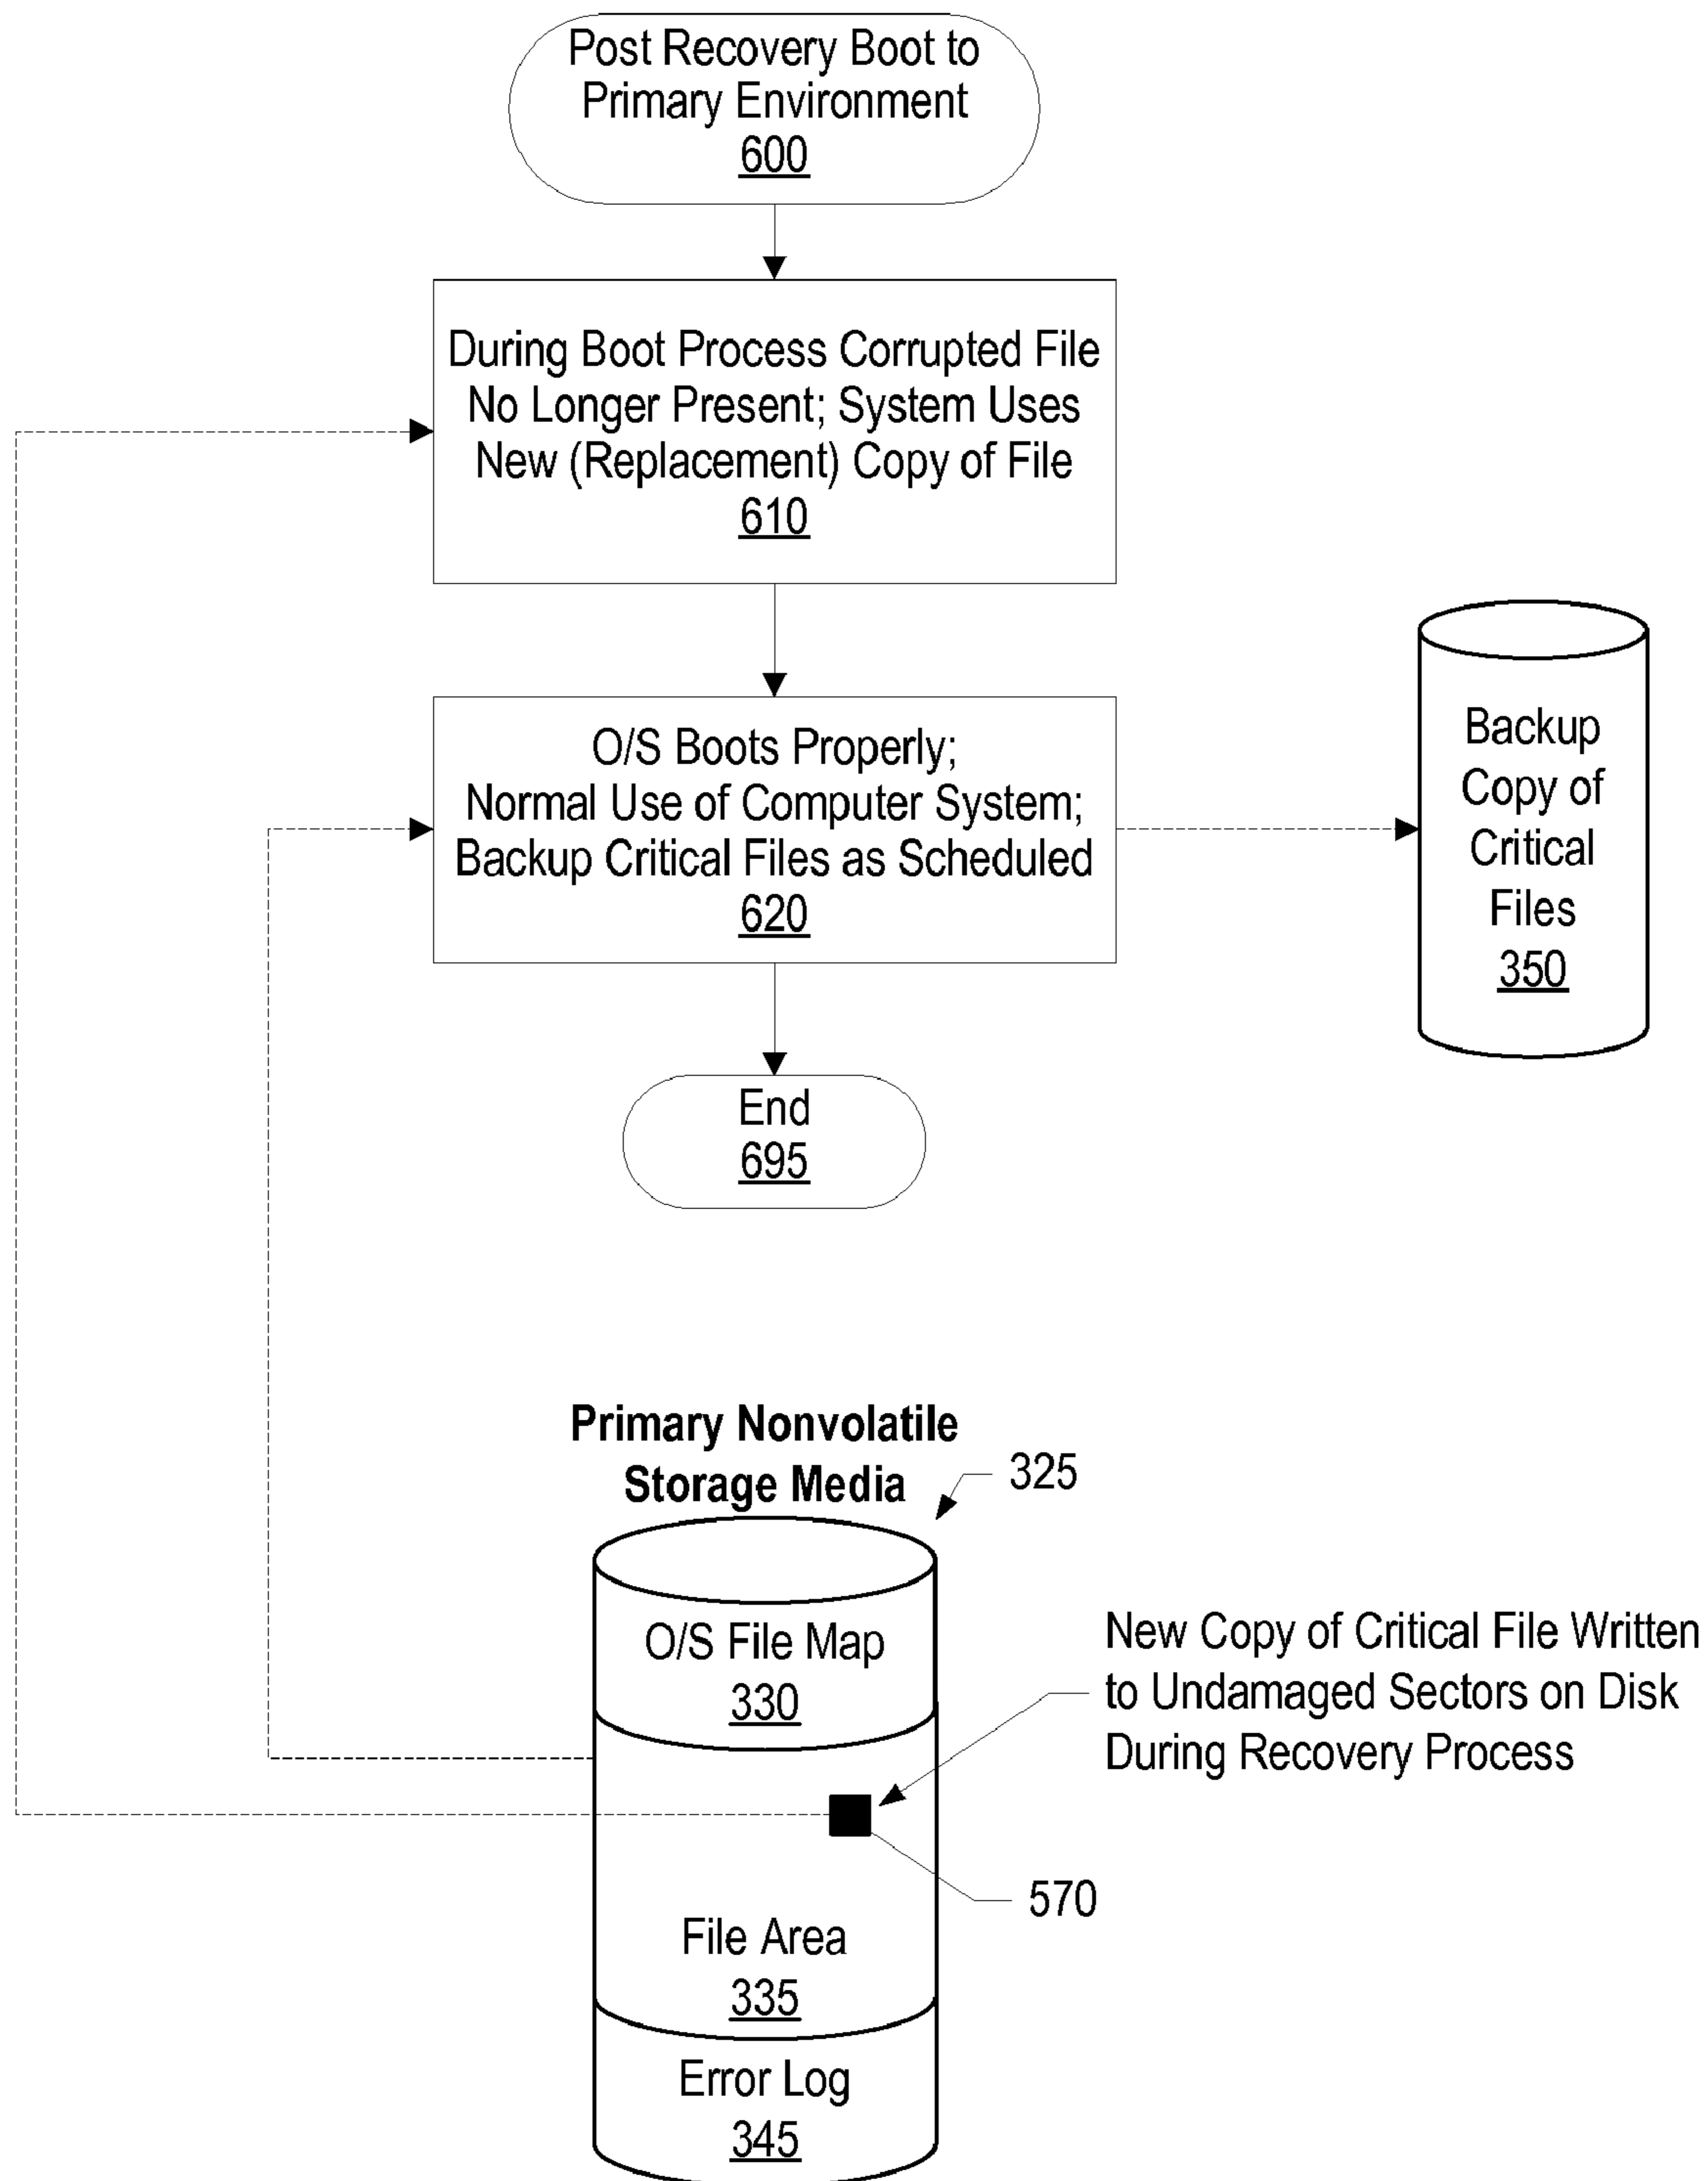 Post Recovery Boot to
Primary Environment
600
During Boot Process Corrupted File
No Longer Present; System Uses
New (Replacement) Copy of File
610
O/S Boots Properly;
Normal Use of Computer System;
Backup Critical Files as Scheduled
620
Backup
Copy of
Critical
Files
350
End
695
Primary Nonvolatile
Storage Media
325
O/S File Map
330
New Copy of Critical File Written
to Undamaged Sectors on Disk
During Recovery Process
570
File Area
335
Error Log
345